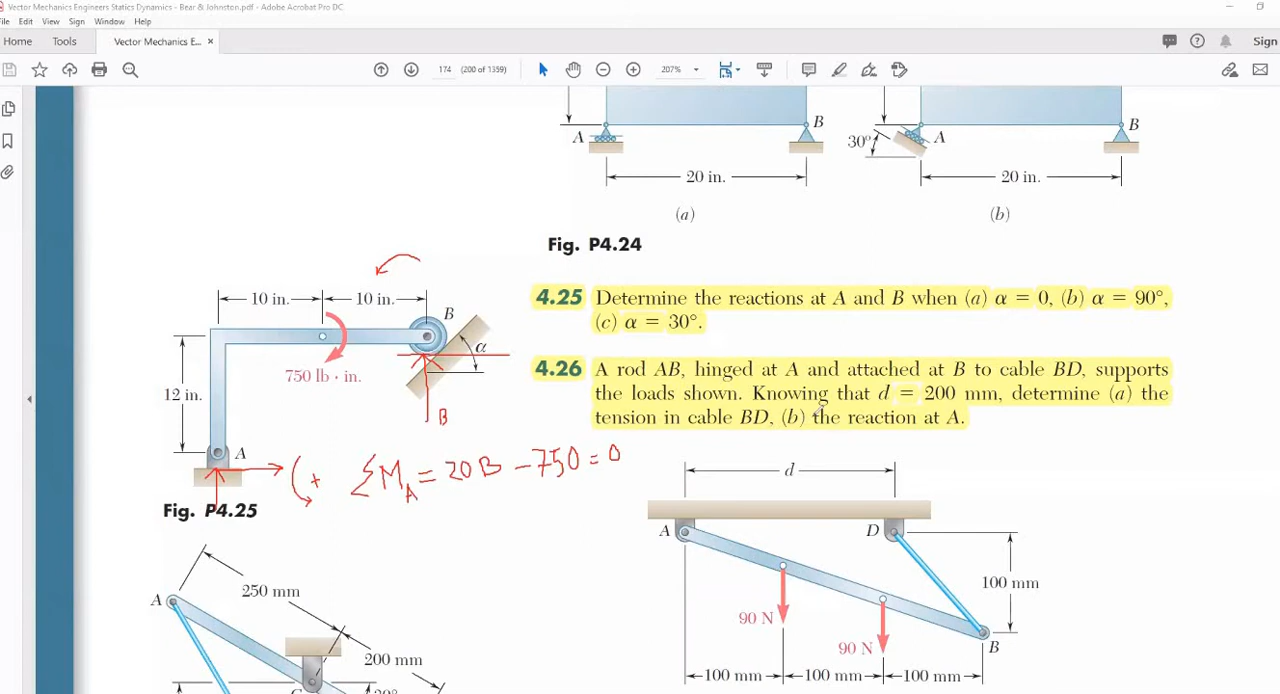 Vector Mechanics Engineers Statics Dynamics - Bear & Johnston.pdf - Adobe Acrobat Pro DC
File Edit View Sign Window Help
Home Tools Vector Mechanics E... × Sign
174 (200 of 1359) 207%
A B 30° A B
20 in. 20 in.
(a) (b)
Fig. P4.24
4.25 Determine the reactions at A and B when (a) α = 0, (b) α = 90°,
(c) α = 30°.
10 in. 10 in.
B
α
750 lb · in.
12 in.
B
A
(+ ΣM_A = 20B - 750 = 0
Fig. P4.25
4.26 A rod AB, hinged at A and attached at B to cable BD, supports
the loads shown. Knowing that d = 200 mm, determine (a) the
tension in cable BD, (b) the reaction at A.
d
A D
100 mm
90 N
90 N
B
100 mm 100 mm 100 mm
A
250 mm
200 mm